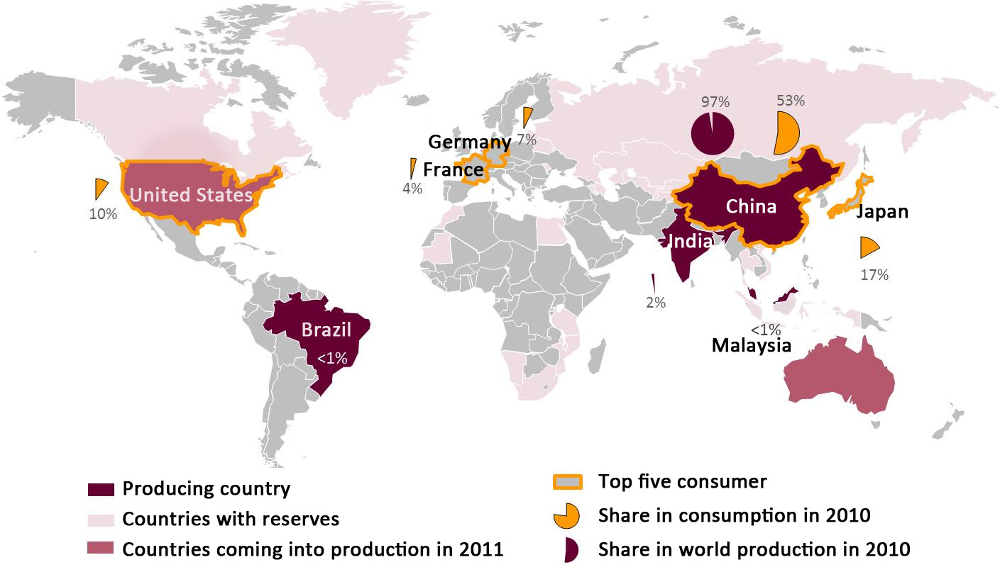 97%
53%
Germany
7%
France
4%
United States
10%
China
Japan
India
17%
2%
Brazil
<1%
<1%
Malaysia
Producing country
Countries with reserves
Countries coming into production in 2011
Top five consumer
Share in consumption in 2010
Share in world production in 2010